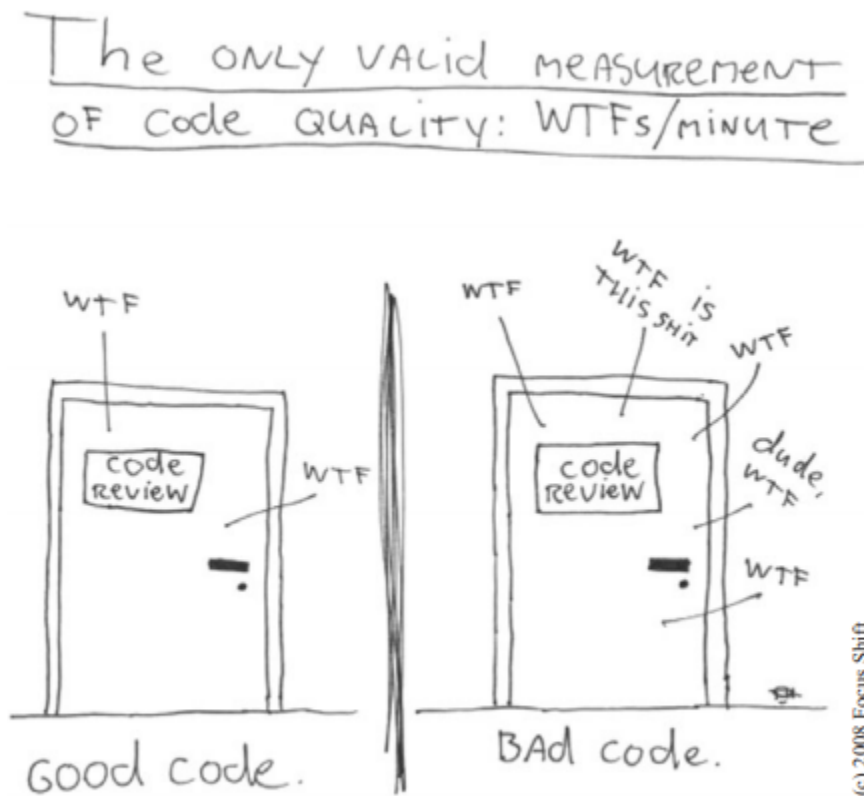 The ONLY VALid MEASUREMENT
OF Code QUALITY: WTFs/MINUTE
WTF
code
REVIEW
WTF
GOOD code.
WTF
WTF is
THiS SHiT
WTF
code
REVIEW
dude,
WTF
WTF
BAd code.
(c) 2008 Focus Shift